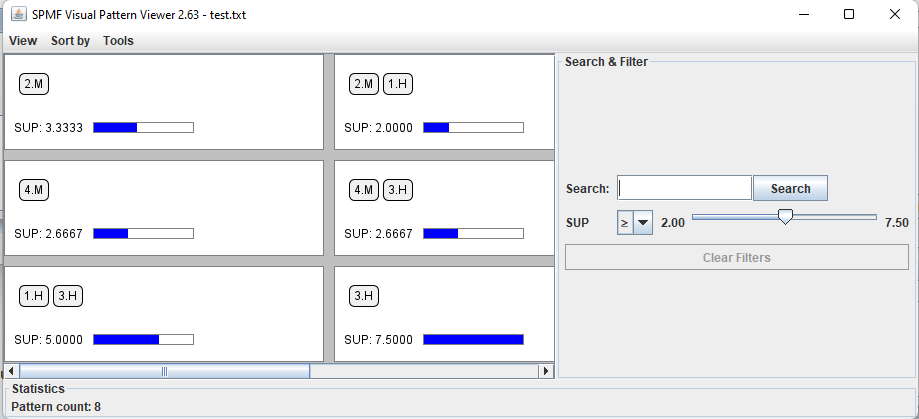 SPMF Visual Pattern Viewer 2.63 - test.txt
View Sort by Tools
2.M
SUP: 3.3333
2.M 1.H
SUP: 2.0000
4.M
SUP: 2.6667
4.M 3.H
SUP: 2.6667
1.H 3.H
SUP: 5.0000
3.H
SUP: 7.5000
Search & Filter
Search: Search
SUP ≥ 2.00 7.50
Clear Filters
Statistics
Pattern count: 8